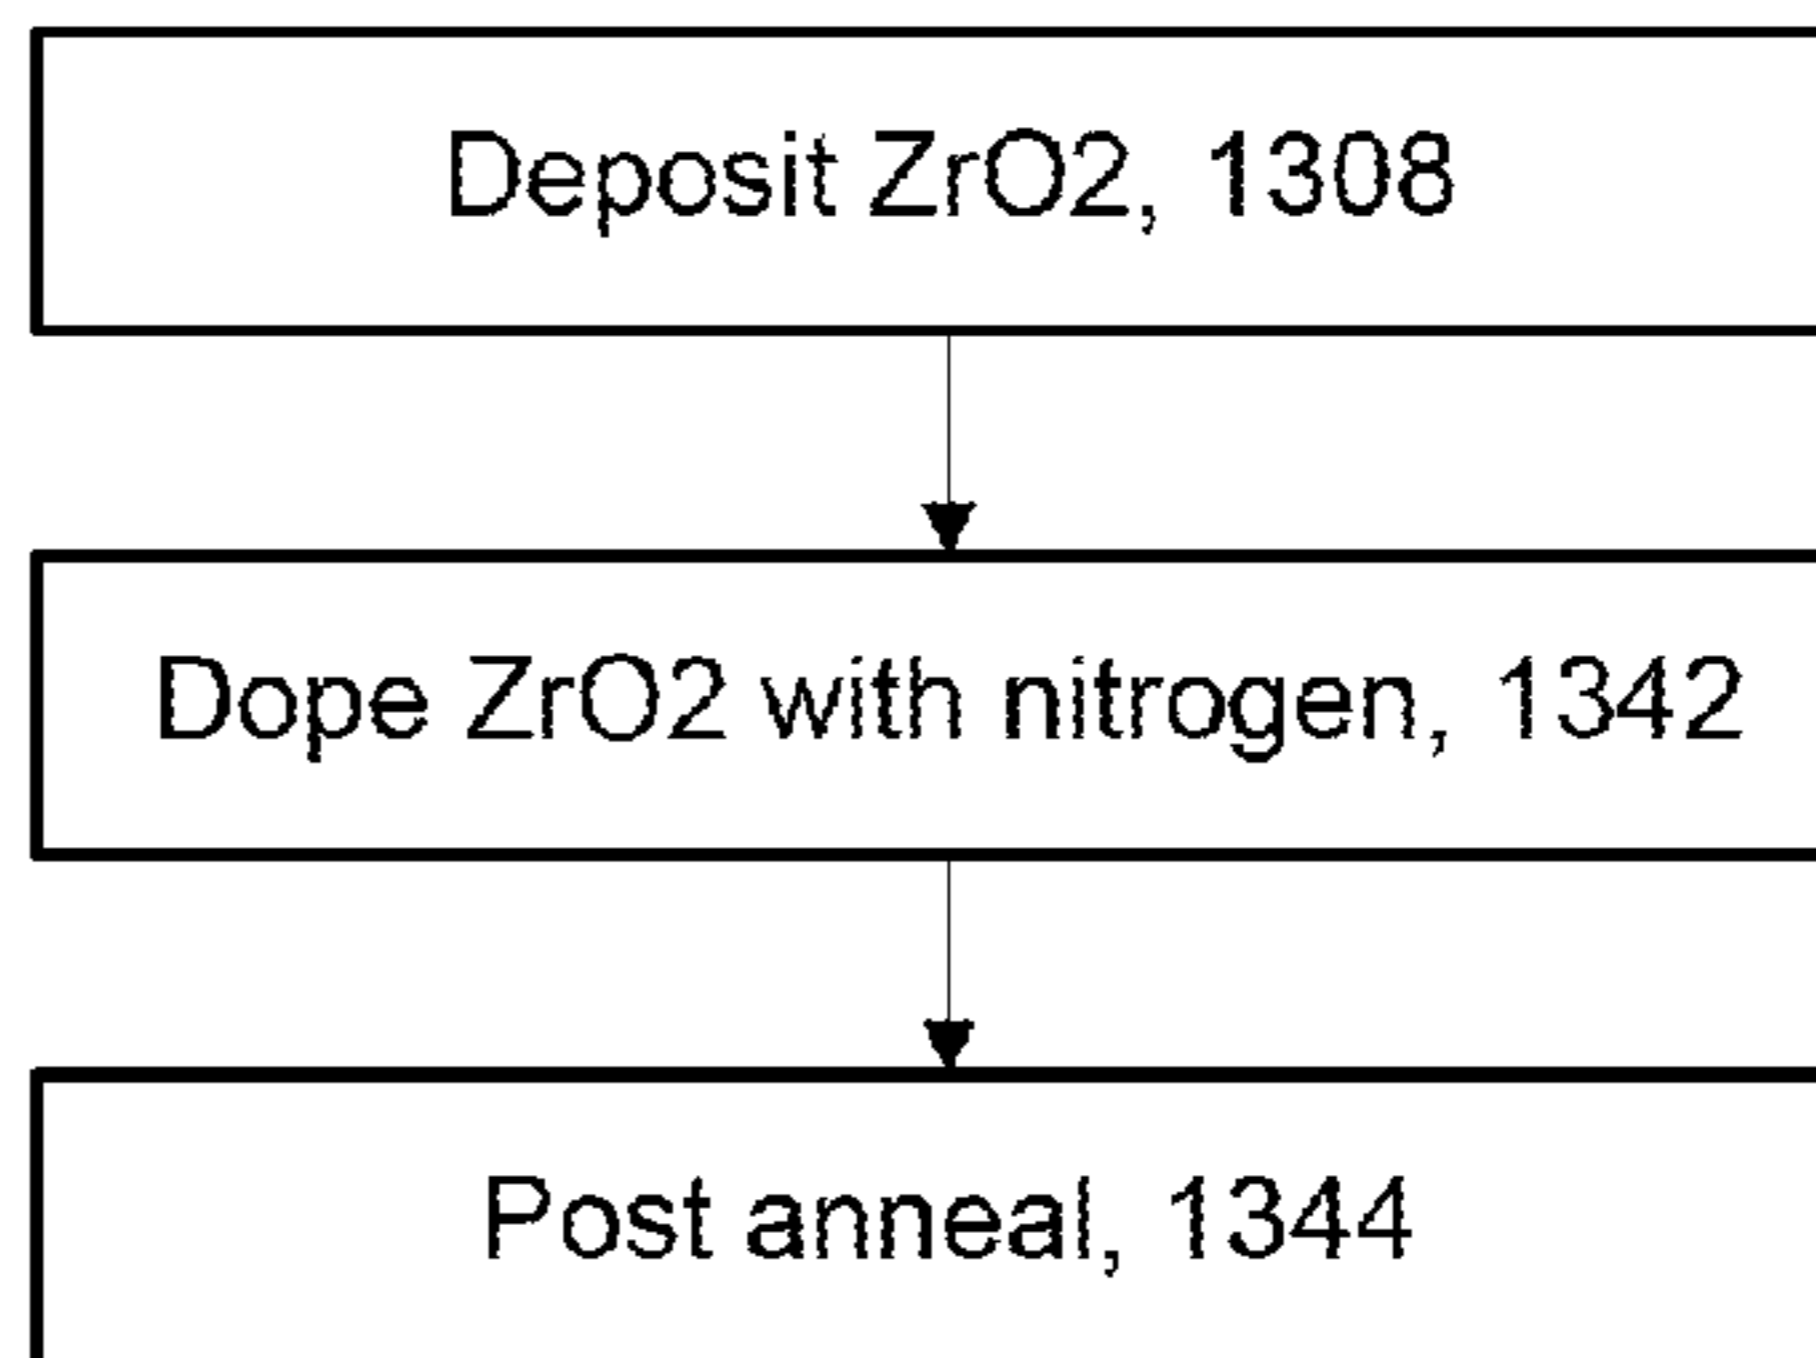 Deposit ZrO2, 1308
Dope ZrO2 with nitrogen, 1342
Post anneal, 1344